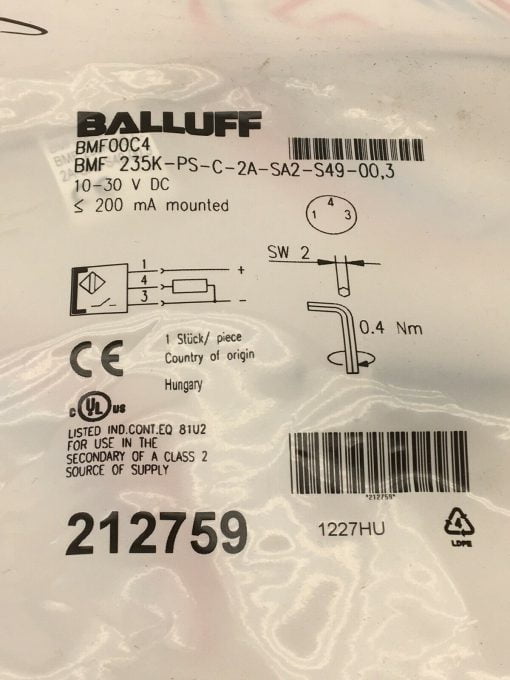 BALLUFF
BMF00C4
BMF 235K-PS-C-2A-SA2-S49-00,3
10-30 V DC
≤ 200 mA mounted
4
1 3
SW 2
1 +
4
3 -
0.4 Nm
CE
1 Stück/ piece
Country of origin
Hungary
c UL us
LISTED IND.CONT.EQ 81U2
FOR USE IN THE
SECONDARY OF A CLASS 2
SOURCE OF SUPPLY
*212759*
212759
1227HU
4
LDPE